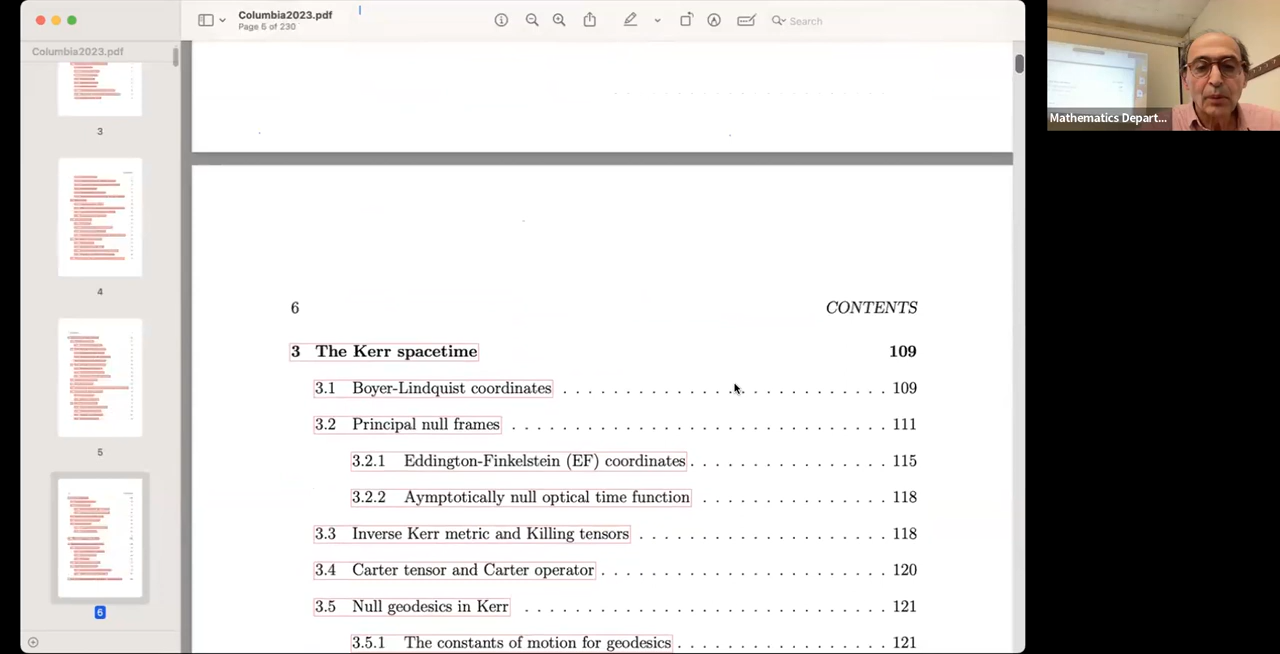 Columbia2023.pdf
Page 6 of 230
Search
Columbia2023.pdf
3
4
5
6
Mathematics Depart...
6 CONTENTS
3 The Kerr spacetime 109
3.1 Boyer-Lindquist coordinates . . . . . . . . . . . . . . . . . . . . . . . . . . 109
3.2 Principal null frames . . . . . . . . . . . . . . . . . . . . . . . . . . . . . . 111
3.2.1 Eddington-Finkelstein (EF) coordinates . . . . . . . . . . . . . . . . 115
3.2.2 Aymptotically null optical time function . . . . . . . . . . . . . . . 118
3.3 Inverse Kerr metric and Killing tensors . . . . . . . . . . . . . . . . . . . . 118
3.4 Carter tensor and Carter operator . . . . . . . . . . . . . . . . . . . . . . . 120
3.5 Null geodesics in Kerr . . . . . . . . . . . . . . . . . . . . . . . . . . . . . 121
3.5.1 The constants of motion for geodesics . . . . . . . . . . . . . . . . . 121